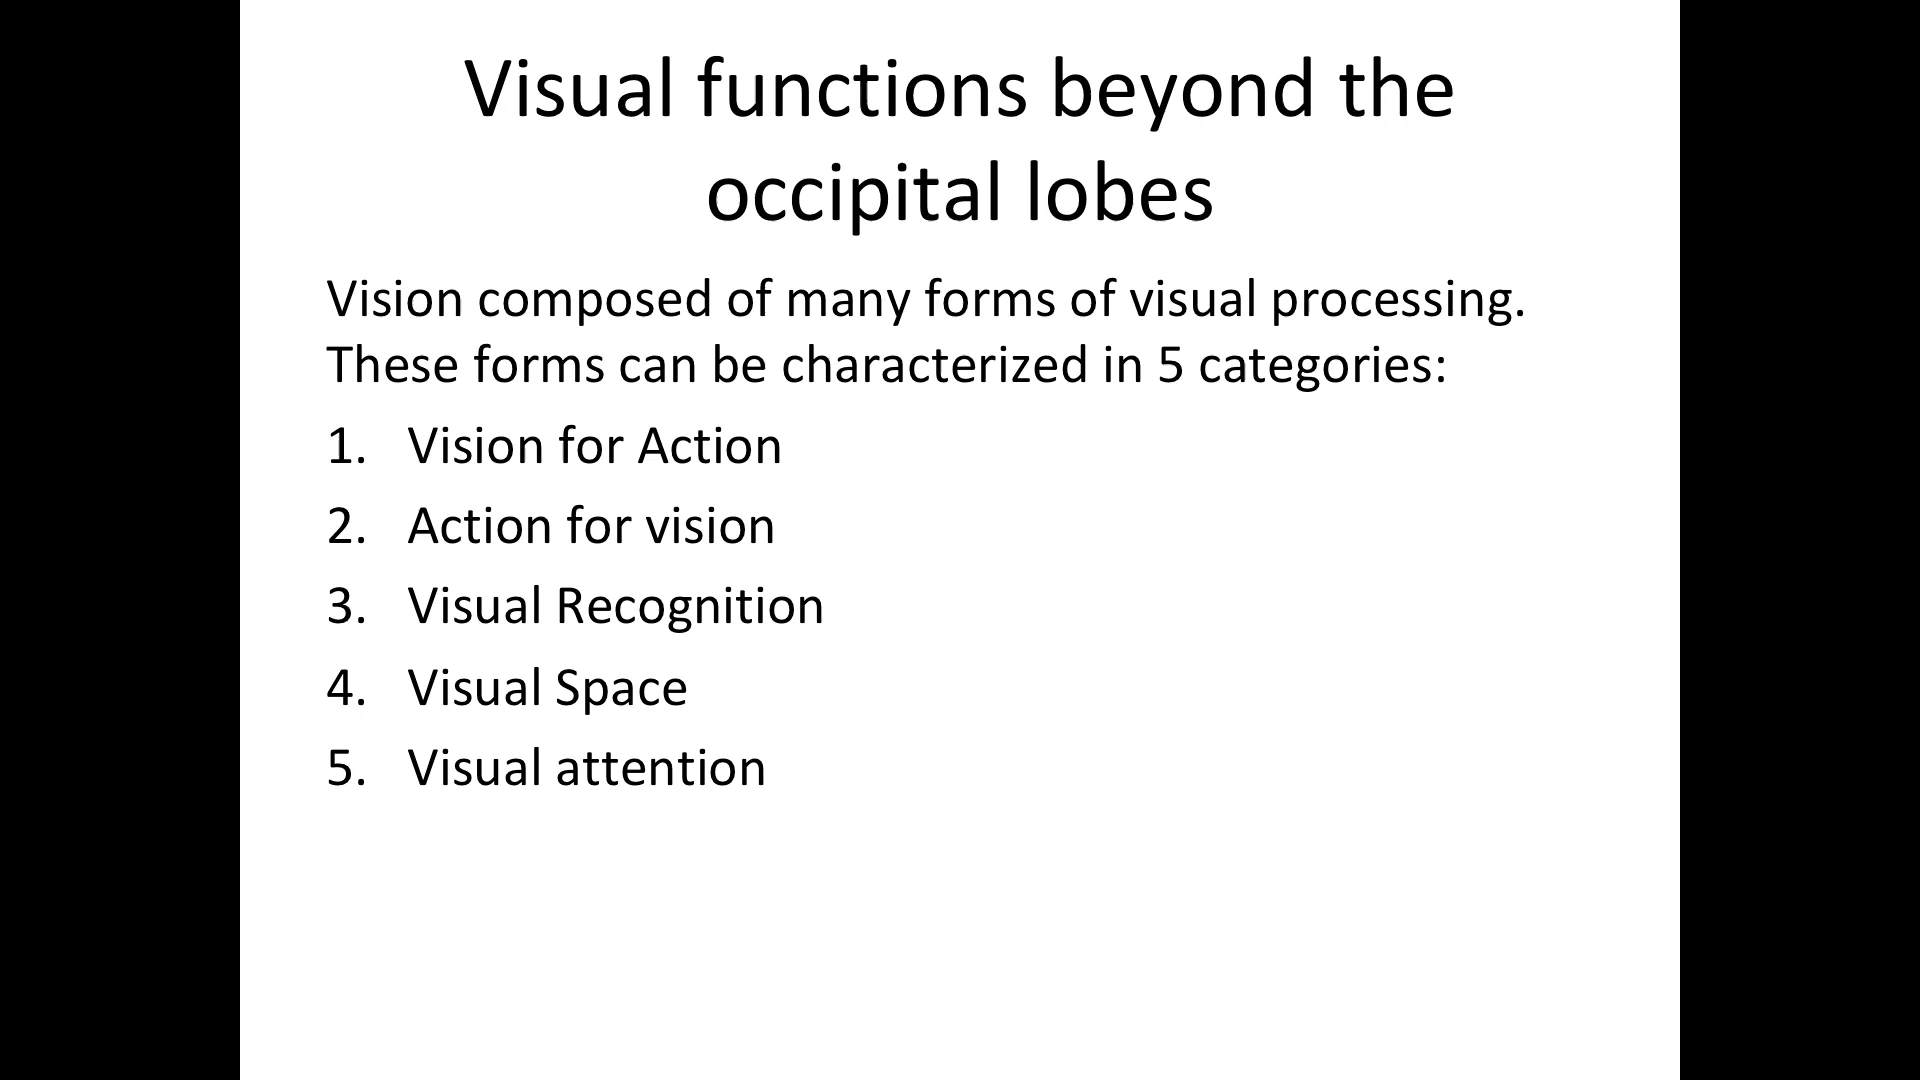 Visual functions beyond the
occipital lobes
Vision composed of many forms of visual processing.
These forms can be characterized in 5 categories:
1. Vision for Action
2. Action for vision
3. Visual Recognition
4. Visual Space
5. Visual attention